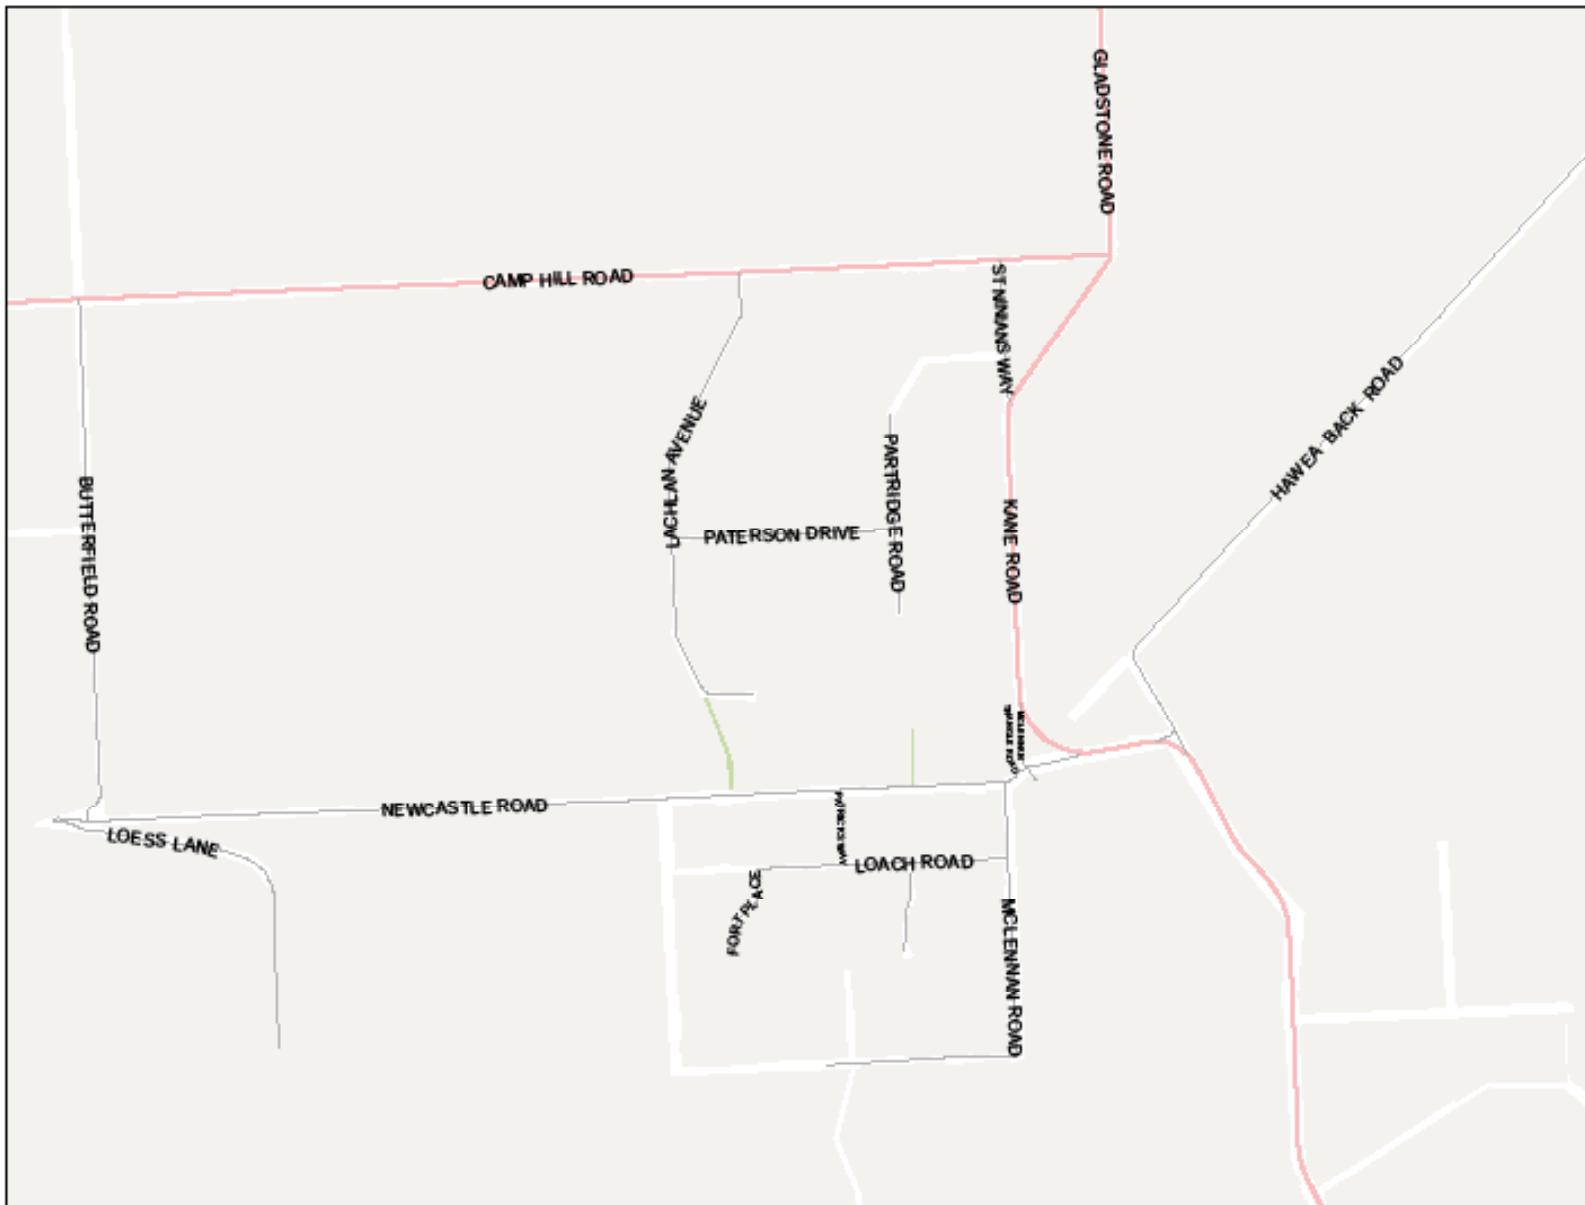 GLADSTONE ROAD
CAMP HILL ROAD
ST NINIANS WAY
HAWEA BACK ROAD
LACHLAN AVENUE
PARTRIDGE ROAD
BUTTERFIELD ROAD
PATERSON DRIVE
KANE ROAD
NEWCASTLE ROAD
LOESS LANE
LOACH ROAD
FORT PLACE
MCLENNAN ROAD